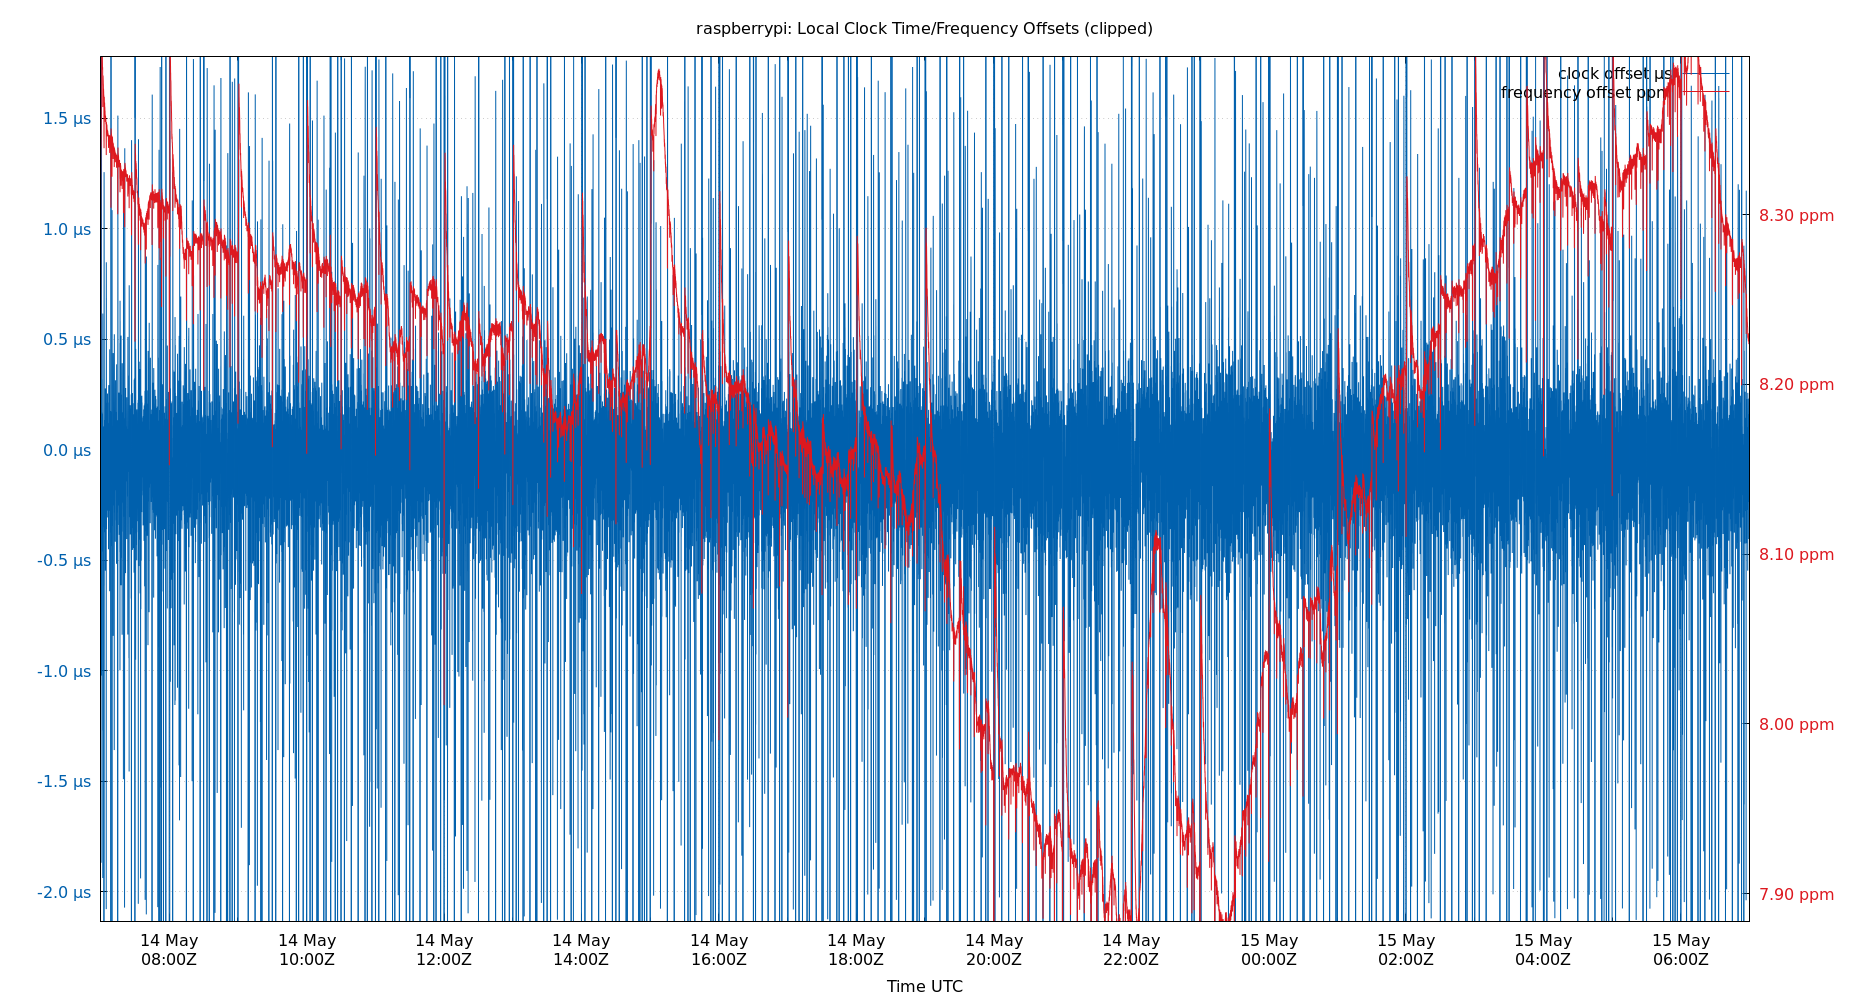 raspberrypi: Local Clock Time/Frequency Offsets (clipped)
clock offset µs
frequency offset ppm
1.5 µs
1.0 µs
0.5 µs
0.0 µs
-0.5 µs
-1.0 µs
-1.5 µs
-2.0 µs
8.30 ppm
8.20 ppm
8.10 ppm
8.00 ppm
7.90 ppm
14 May
08:00Z
14 May
10:00Z
14 May
12:00Z
14 May
14:00Z
14 May
16:00Z
14 May
18:00Z
14 May
20:00Z
14 May
22:00Z
15 May
00:00Z
15 May
02:00Z
15 May
04:00Z
15 May
06:00Z
Time UTC